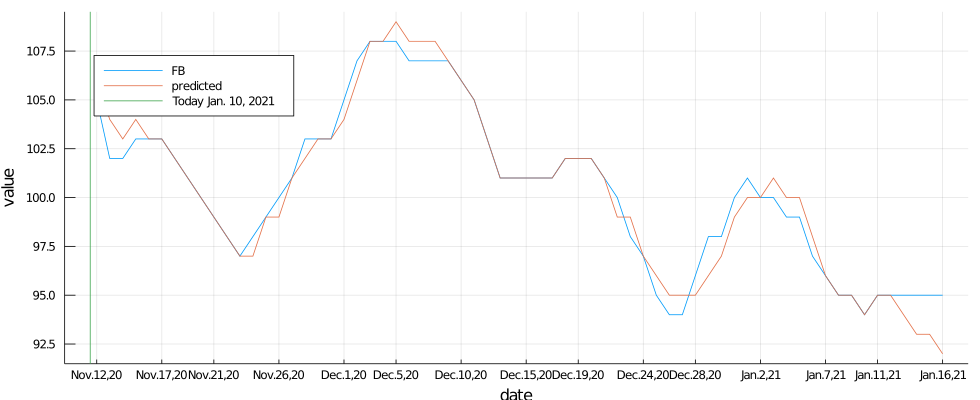 107.5
105.0
102.5
100.0
97.5
95.0
92.5
value
FB
predicted
Today Jan. 10, 2021
Nov.12,20 Nov.17,20 Nov.21,20 Nov.26,20 Dec.1,20 Dec.5,20 Dec.10,20 Dec.15,20 Dec.19,20 Dec.24,20 Dec.28,20 Jan.2,21 Jan.7,21 Jan.11,21 Jan.16,21
date